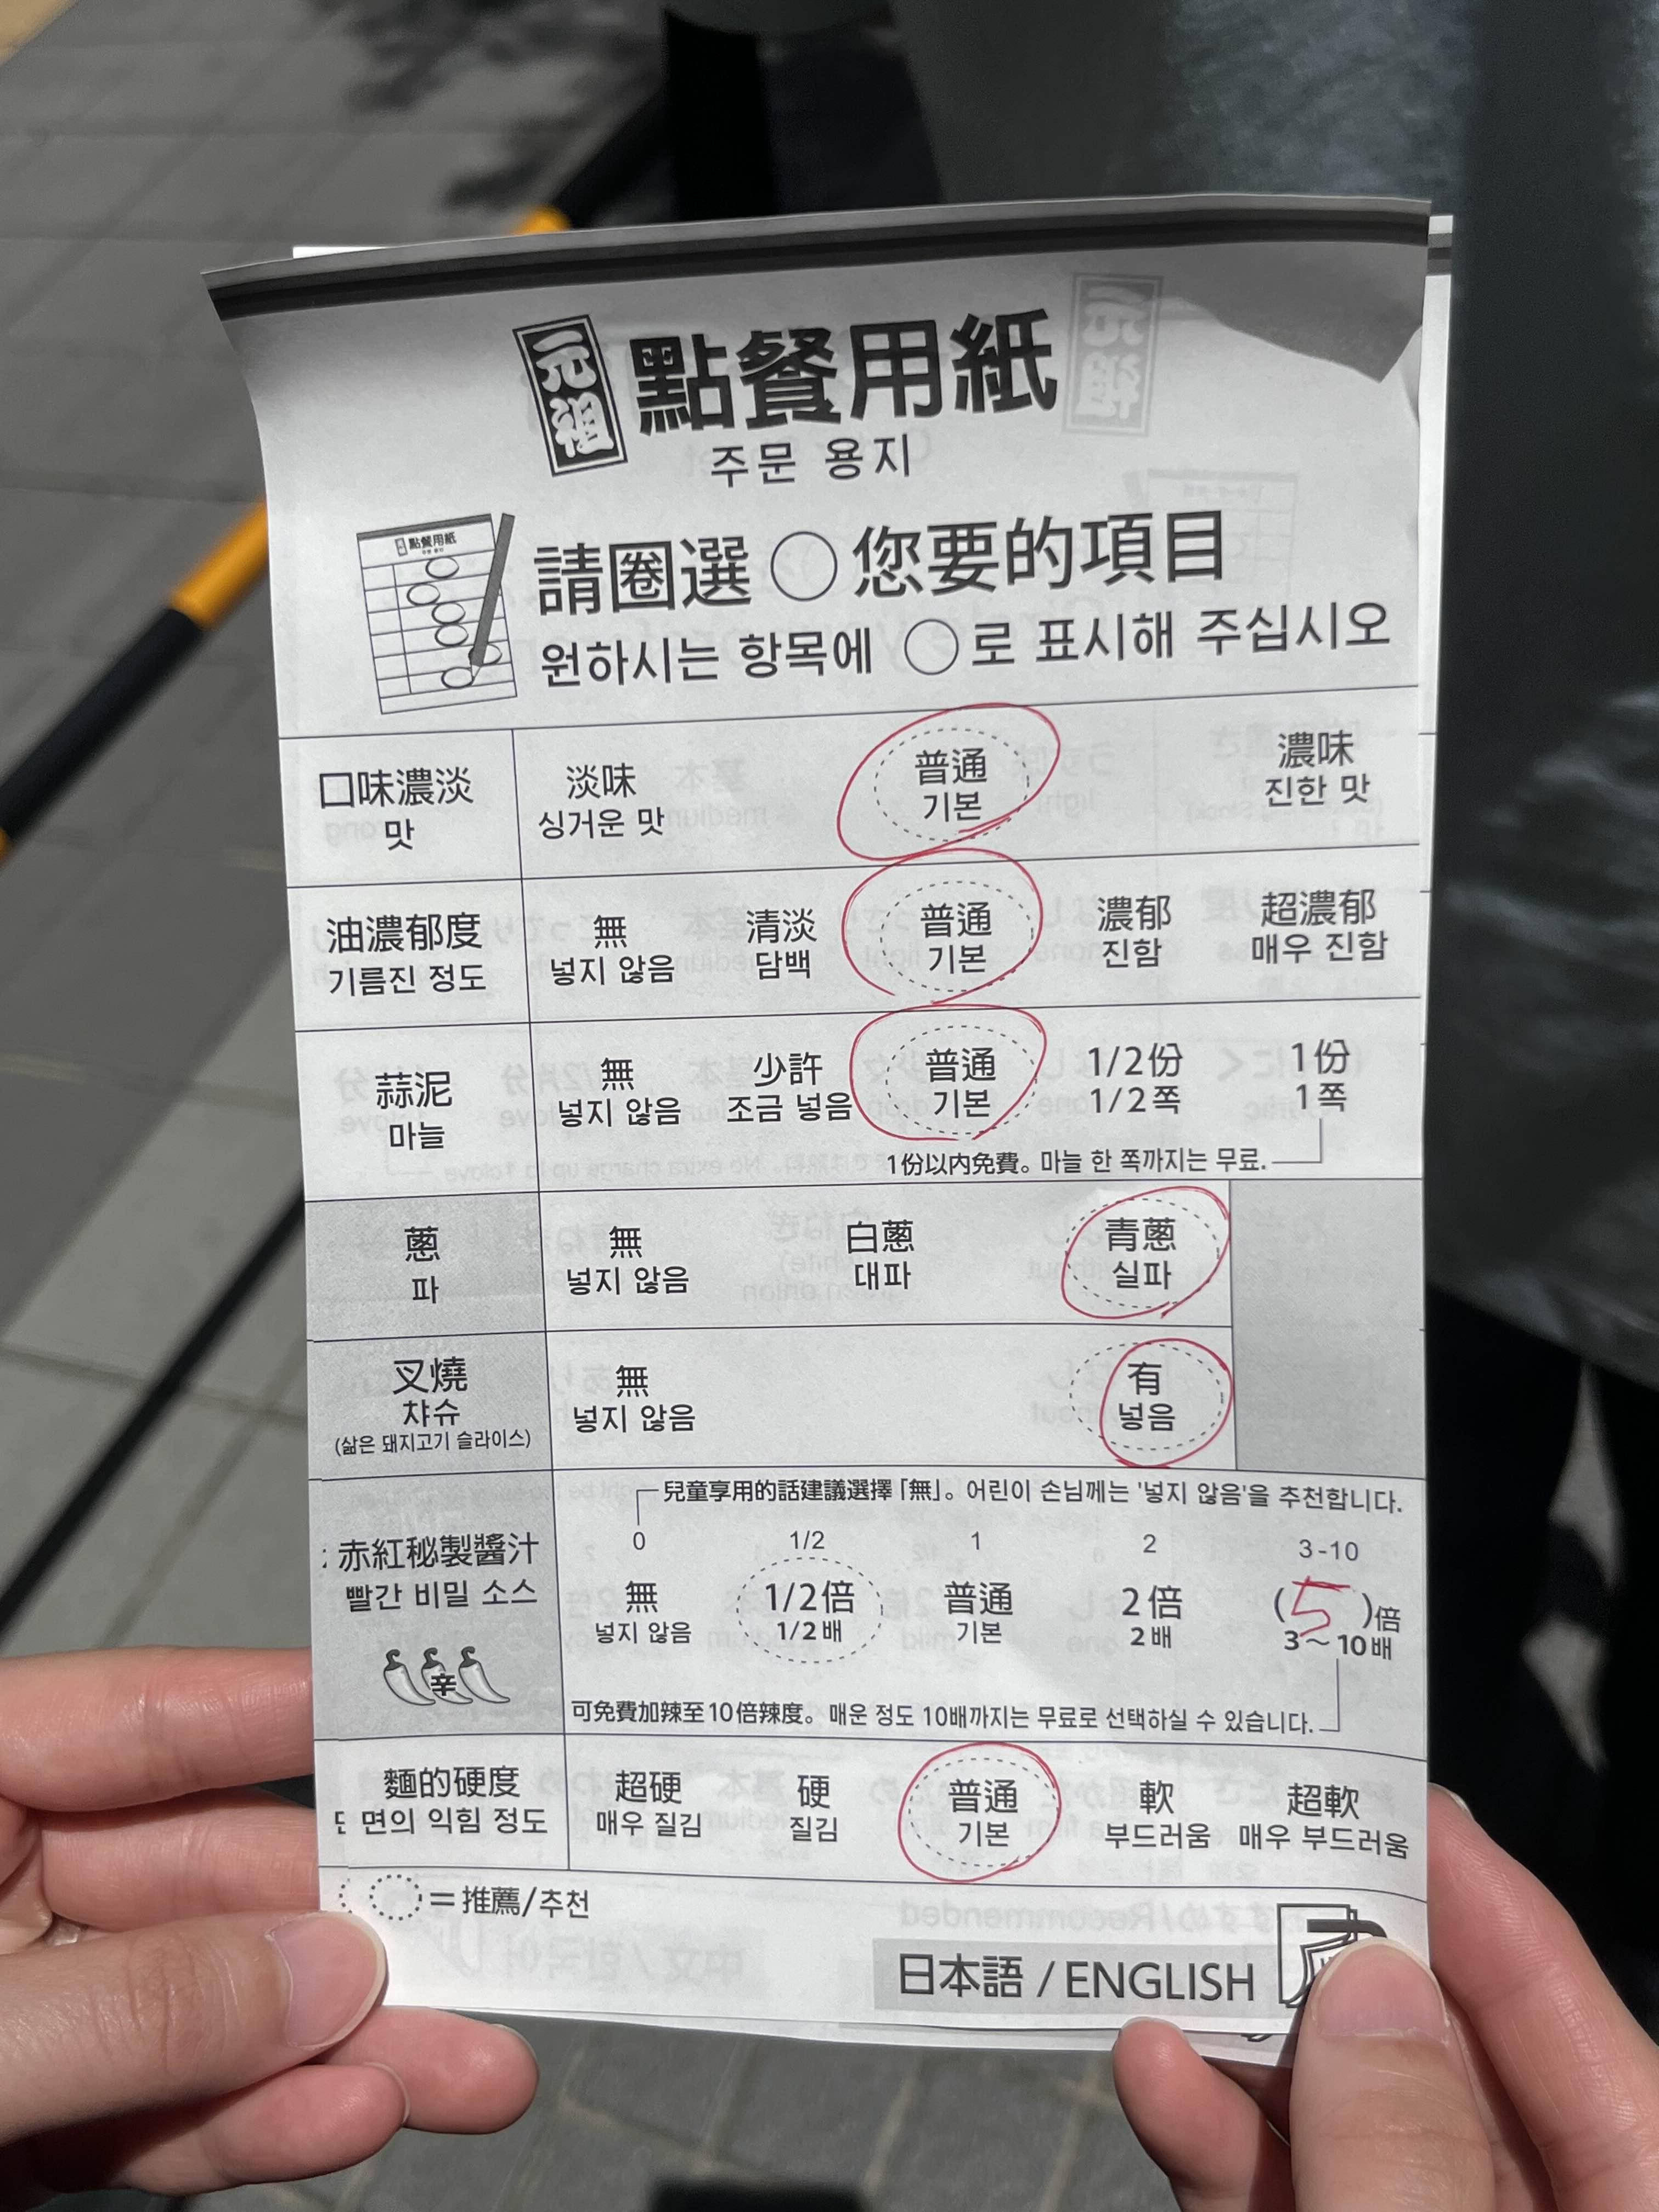 元祖 點餐用紙
주문 용지
點餐用紙
請圈選 ○ 您要的項目
원하시는 항목에 ○로 표시해 주십시오
口味濃淡 淡味 普通 濃味
맛 싱거운 맛 기본 진한 맛
油濃郁度 無 清淡 普通 濃郁 超濃郁
기름진 정도 넣지 않음 담백 기본 진함 매우 진함
蒜泥 無 少許 普通 1/2份 1份
마늘 넣지 않음 조금 넣음 기본 1/2쪽 1쪽
1份以內免費。마늘 한 쪽까지는 무료.
蔥 無 白蔥 青蔥
파 넣지 않음 대파 실파
叉燒 無 有
챠슈 넣지 않음 넣음
(삶은 돼지고기 슬라이스)
兒童享用的話建議選擇「無」。어린이 손님께는 '넣지 않음'을 추천합니다.
0 1/2 1 2 3-10
赤紅秘製醬汁 無 1/2倍 普通 2倍 (5)倍
빨간 비밀 소스 넣지 않음 1/2배 기본 2배 3～10배
辛
可免費加辣至10倍辣度。매운 정도 10배까지는 무료로 선택하실 수 있습니다.
麵的硬度 超硬 硬 普通 軟 超軟
면의 익힘 정도 매우 질김 질김 기본 부드러움 매우 부드러움
= 推薦/추천
日本語 / ENGLISH